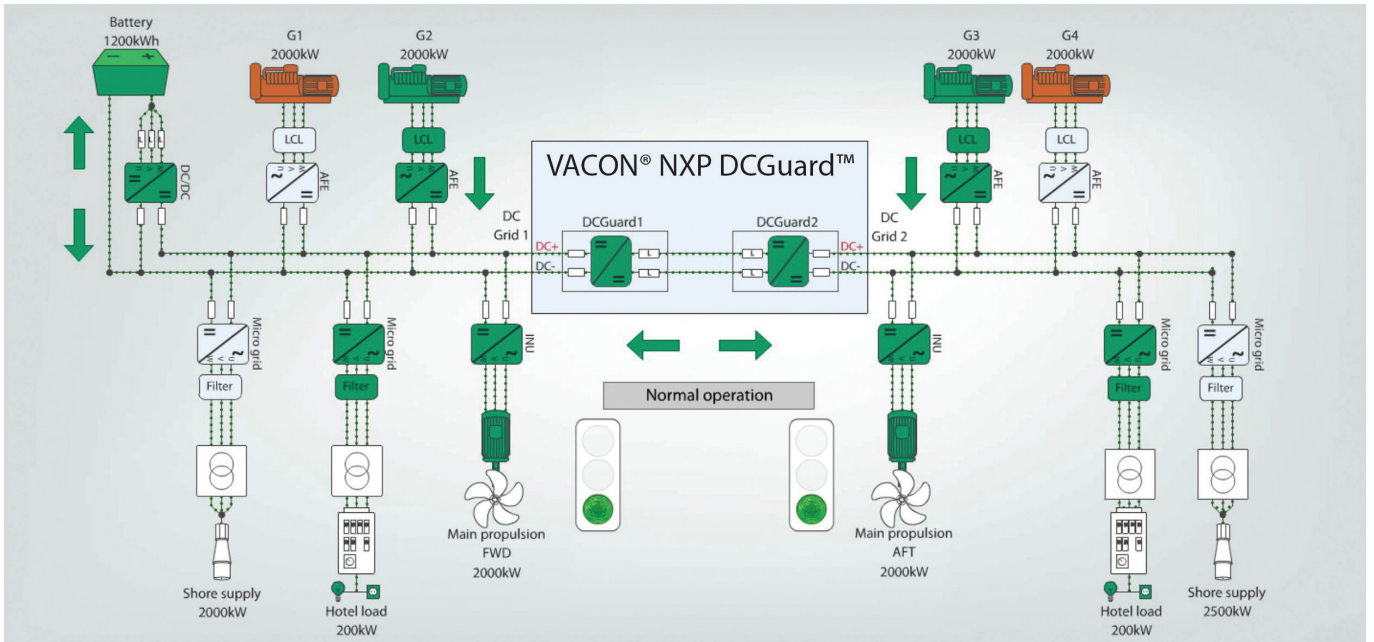 Battery
1200kWh
G1
2000kW
G2
2000kW
G3
2000kW
G4
2000kW
LCL
LCL
LCL
LCL
L
L
L
U
V
W
DC/DC
U
V
W
AFE
U
V
W
AFE
U
V
W
AFE
U
V
W
AFE
VACON® NXP DCGuard™
DC
Grid 1
DCGuard1
DCGuard2
DC
Grid 2
DC+
DC-
L
L
L
L
DC+
DC-
W
V
U
Micro grid
W
V
U
Micro grid
W
V
U
INU
W
V
U
INU
W
V
U
Micro grid
W
V
U
Micro grid
Filter
Filter
Filter
Filter
Normal operation
Main propulsion
FWD
2000kW
Main propulsion
AFT
2000kW
Shore supply
2000kW
Hotel load
200kW
Hotel load
200kW
Shore supply
2500kW